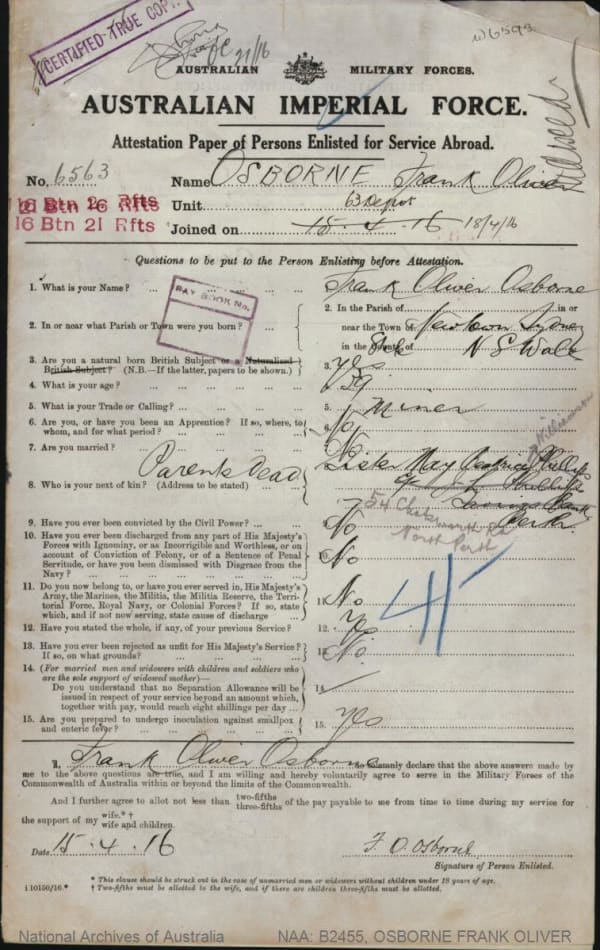 CERTIFIED TRUE COPY
21/16
W6593
AUSTRALIAN MILITARY FORCES.
AUSTRALIAN IMPERIAL FORCE.
Attestation Paper of Persons Enlisted for Service Abroad.
No. 6563 Name OSBORNE Frank Oliver
16 Btn 26 Rfts Unit 63 Depot
16 Btn 21 Rfts
Joined on 15 . 4 . 16 18/4/16
Questions to be put to the Person Enlisting before Attestation.
1. What is your Name? ... Frank Oliver Osborne
PAY BOOK No.
2. In or near what Parish or Town were you born? ... 2. In the Parish of in or
near the Town of Newtown Sydney
in the State of N S Wales
3. Are you a natural born British Subject or a Naturalised
British Subject? (N.B.—If the latter, papers to be shown.) 3. Yes
4. What is your age? ... 4. 39
5. What is your Trade or Calling? ... 5. Miner
6. Are you, or have you been an Apprentice? If so, where, to
whom, and for what period? ... 6. No
7. Are you married? ... 7. No
Parents Dead
8. Who is your next of kin? (Address to be stated) ... Sister May Phillips
Savings Bank
Perth
54
North Perth
9. Have you ever been convicted by the Civil Power? ... No
10. Have you ever been discharged from any part of His Majesty's
Forces with Ignominy, or as Incorrigible and Worthless, or on
account of Conviction of Felony, or of a Sentence of Penal
Servitude, or have you been dismissed with Disgrace from the
Navy? ... 10. No
11. Do you now belong to, or have you ever served in, His Majesty's
Army, the Marines, the Militia, the Militia Reserve, the Terri-
torial Force, Royal Navy, or Colonial Forces? If so, state
which, and if not now serving, state cause of discharge 11. No
12. Have you stated the whole, if any, of your previous Service? 12. Yes
13. Have you ever been rejected as unfit for His Majesty's Service?
If so, on what grounds? 13. No.
14. (For married men and widowers with children and soldiers who
are the sole support of widowed mother)—
Do you understand that no Separation Allowance will be
issued in respect of your service beyond an amount which,
together with pay, would reach eight shillings per day ... 14.
15. Are you prepared to undergo inoculation against smallpox
and enteric fever? ... 15. Yes
I, Frank Oliver Osborne do solemnly declare that the above answers made by
me to the above questions are true, and I am willing and hereby voluntarily agree to serve in the Military Forces of the
Commonwealth of Australia within or beyond the limits of the Commonwealth.
And I further agree to allot not less than two-fifths three-fifths of the pay payable to me from time to time during my service for
the support of my wife.*† wife and children.
Date 15 . 4 . 16 F. O. Osborne
Signature of Person Enlisted.
* This clause should be struck out in the case of unmarried men or widowers without children under 18 years of age.
i 10150/16.* † Two-fifths must be allotted to the wife, and if there are children three-fifths must be allotted.
National Archives of Australia NAA: B2455, OSBORNE FRANK OLIVER